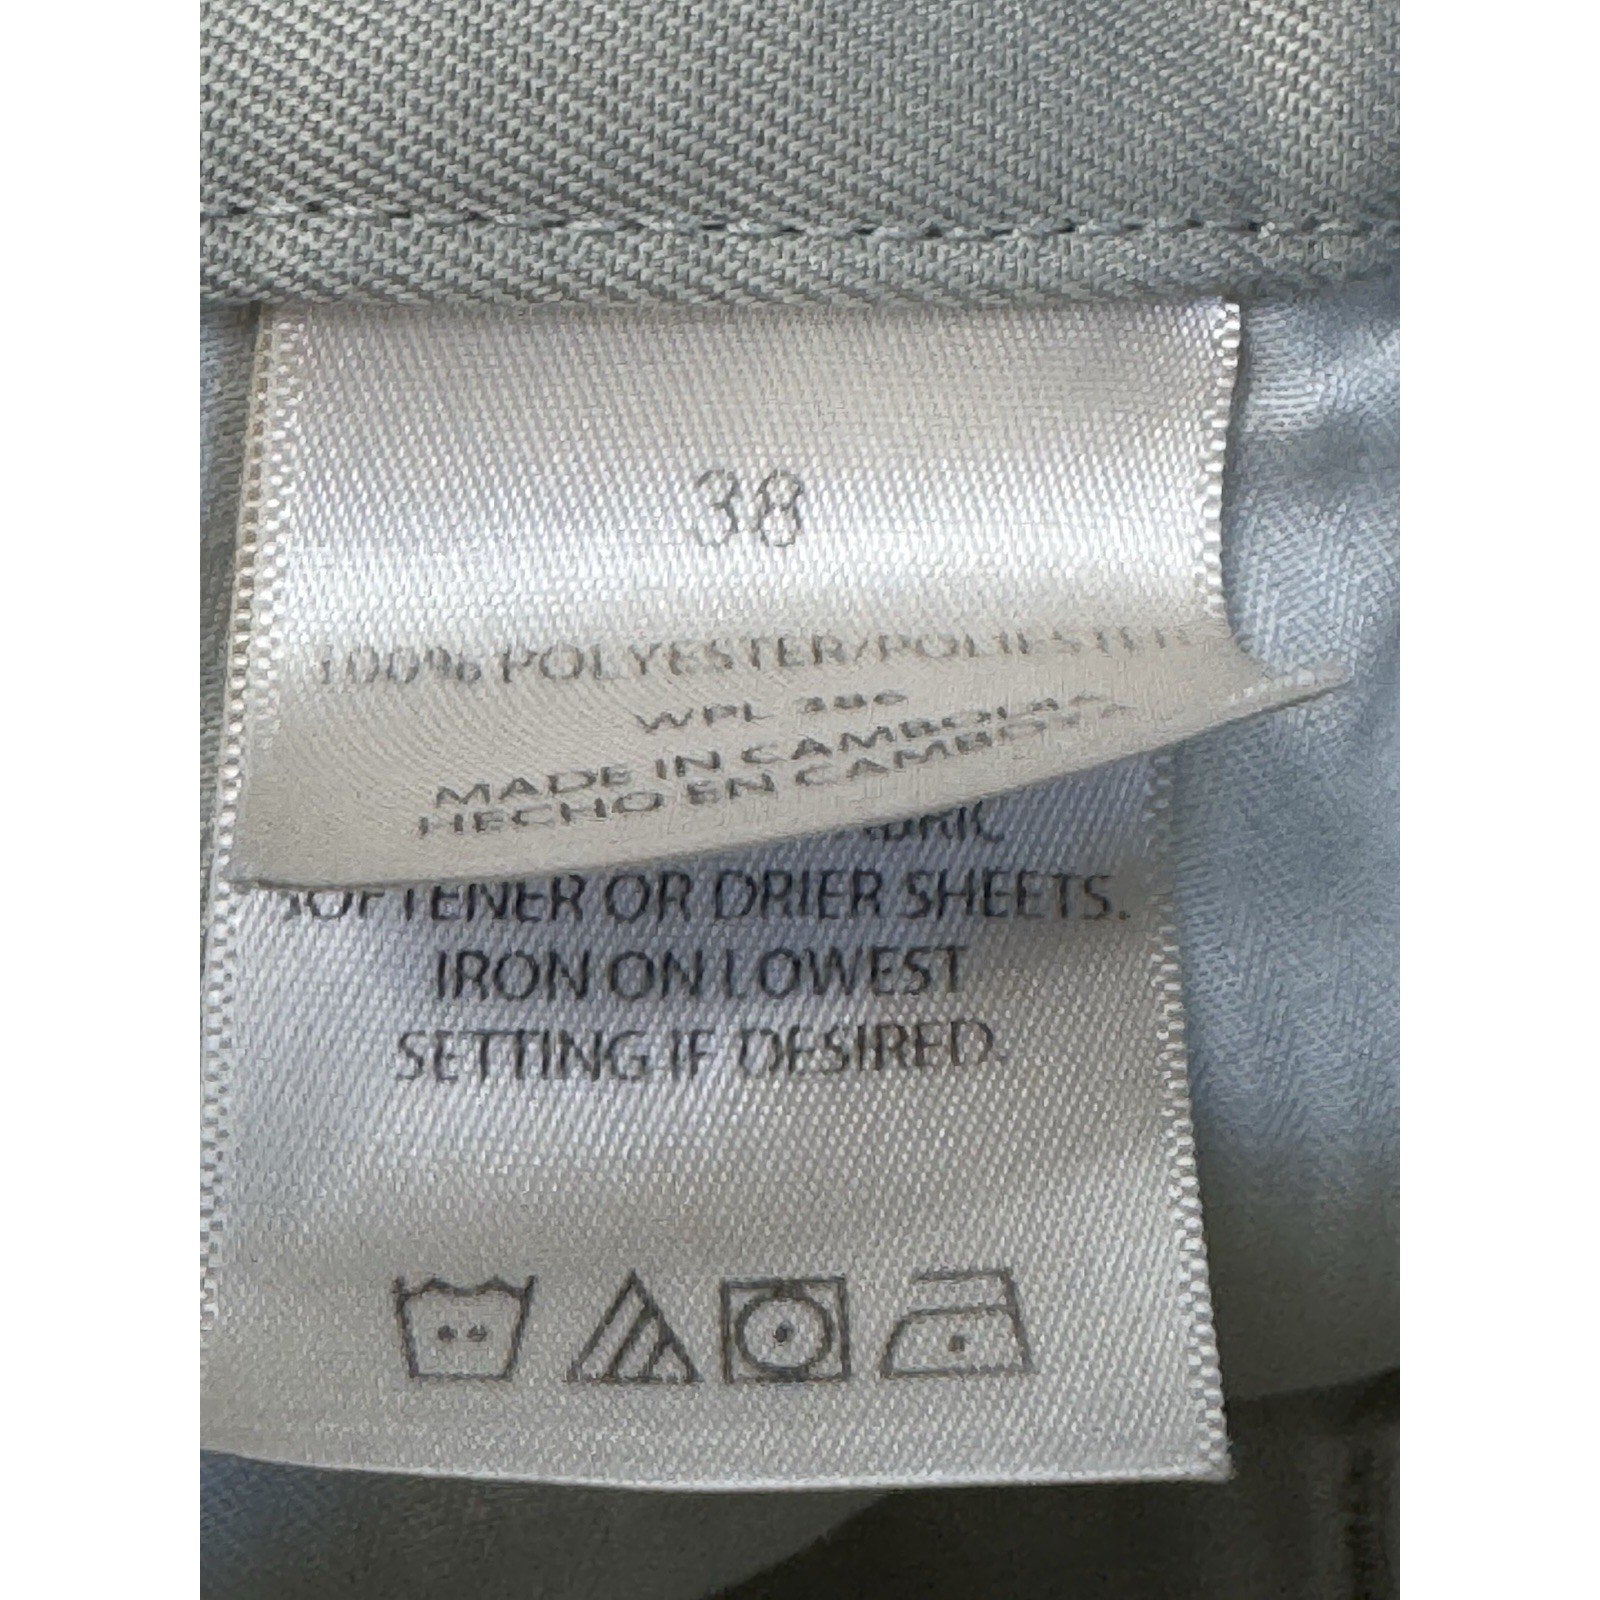 38
100% POLYESTER/POLIESTER
WPL 386
MADE IN CAMBODIA
HECHO EN CAMBOYA
SOFTENER OR DRIER SHEETS.
IRON ON LOWEST
SETTING IF DESIRED.